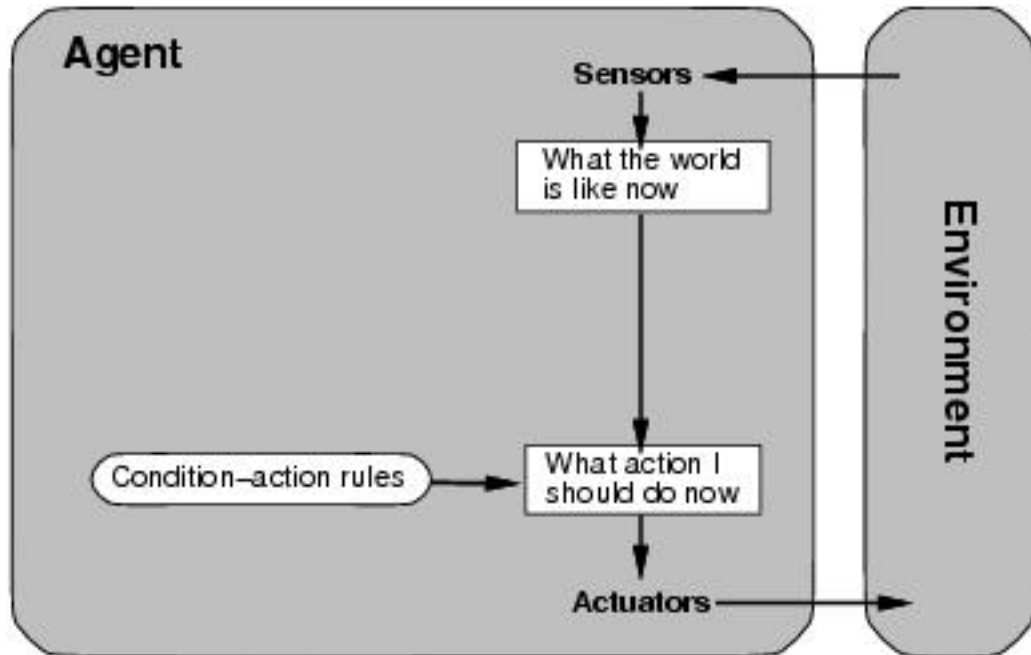 Agent
Sensors
What the world
is like now
Environment
Condition–action rules
What action I
should do now
Actuators